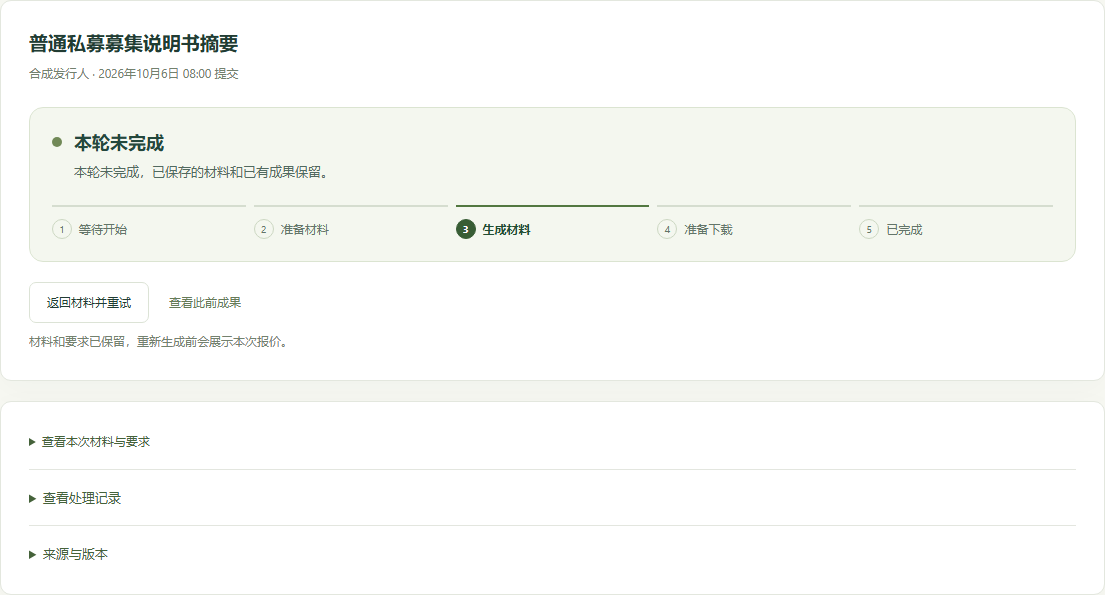 普通私募募集说明书摘要
合成发行人 · 2026年10月6日 08:00 提交
本轮未完成
本轮未完成，已保存的材料和已有成果保留。
1 等待开始
2 准备材料
3 生成材料
4 准备下载
5 已完成
返回材料并重试
查看此前成果
材料和要求已保留，重新生成前会展示本次报价。
查看本次材料与要求
查看处理记录
来源与版本